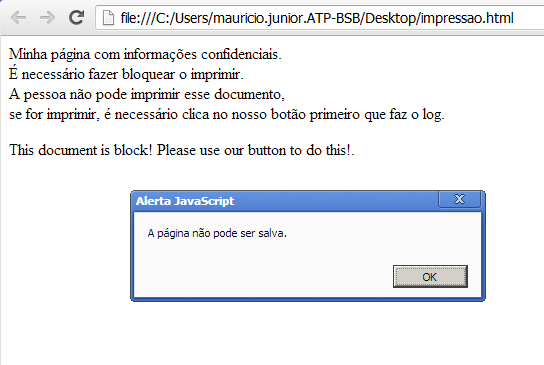 file:///C:/Users/mauricio.junior.ATP-BSB/Desktop/impressao.html
Minha página com informações confidenciais.
É necessário fazer bloquear o imprimir.
A pessoa não pode imprimir esse documento,
se for imprimir, é necessário clica no nosso botão primeiro que faz o log.
This document is block! Please use our button to do this!.
Alerta JavaScript
A página não pode ser salva.
OK